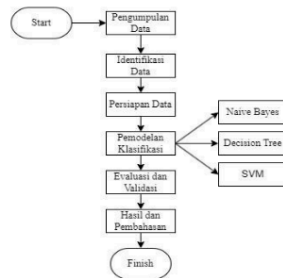 Start
Pengumpulan
Data
Identifikasi
Data
Persiapan Data
Pemodelan
Klasifikasi
Naive Bayes
Decision Tree
SVM
Evaluasi dan
Validasi
Hasil dan
Pembahasan
Finish